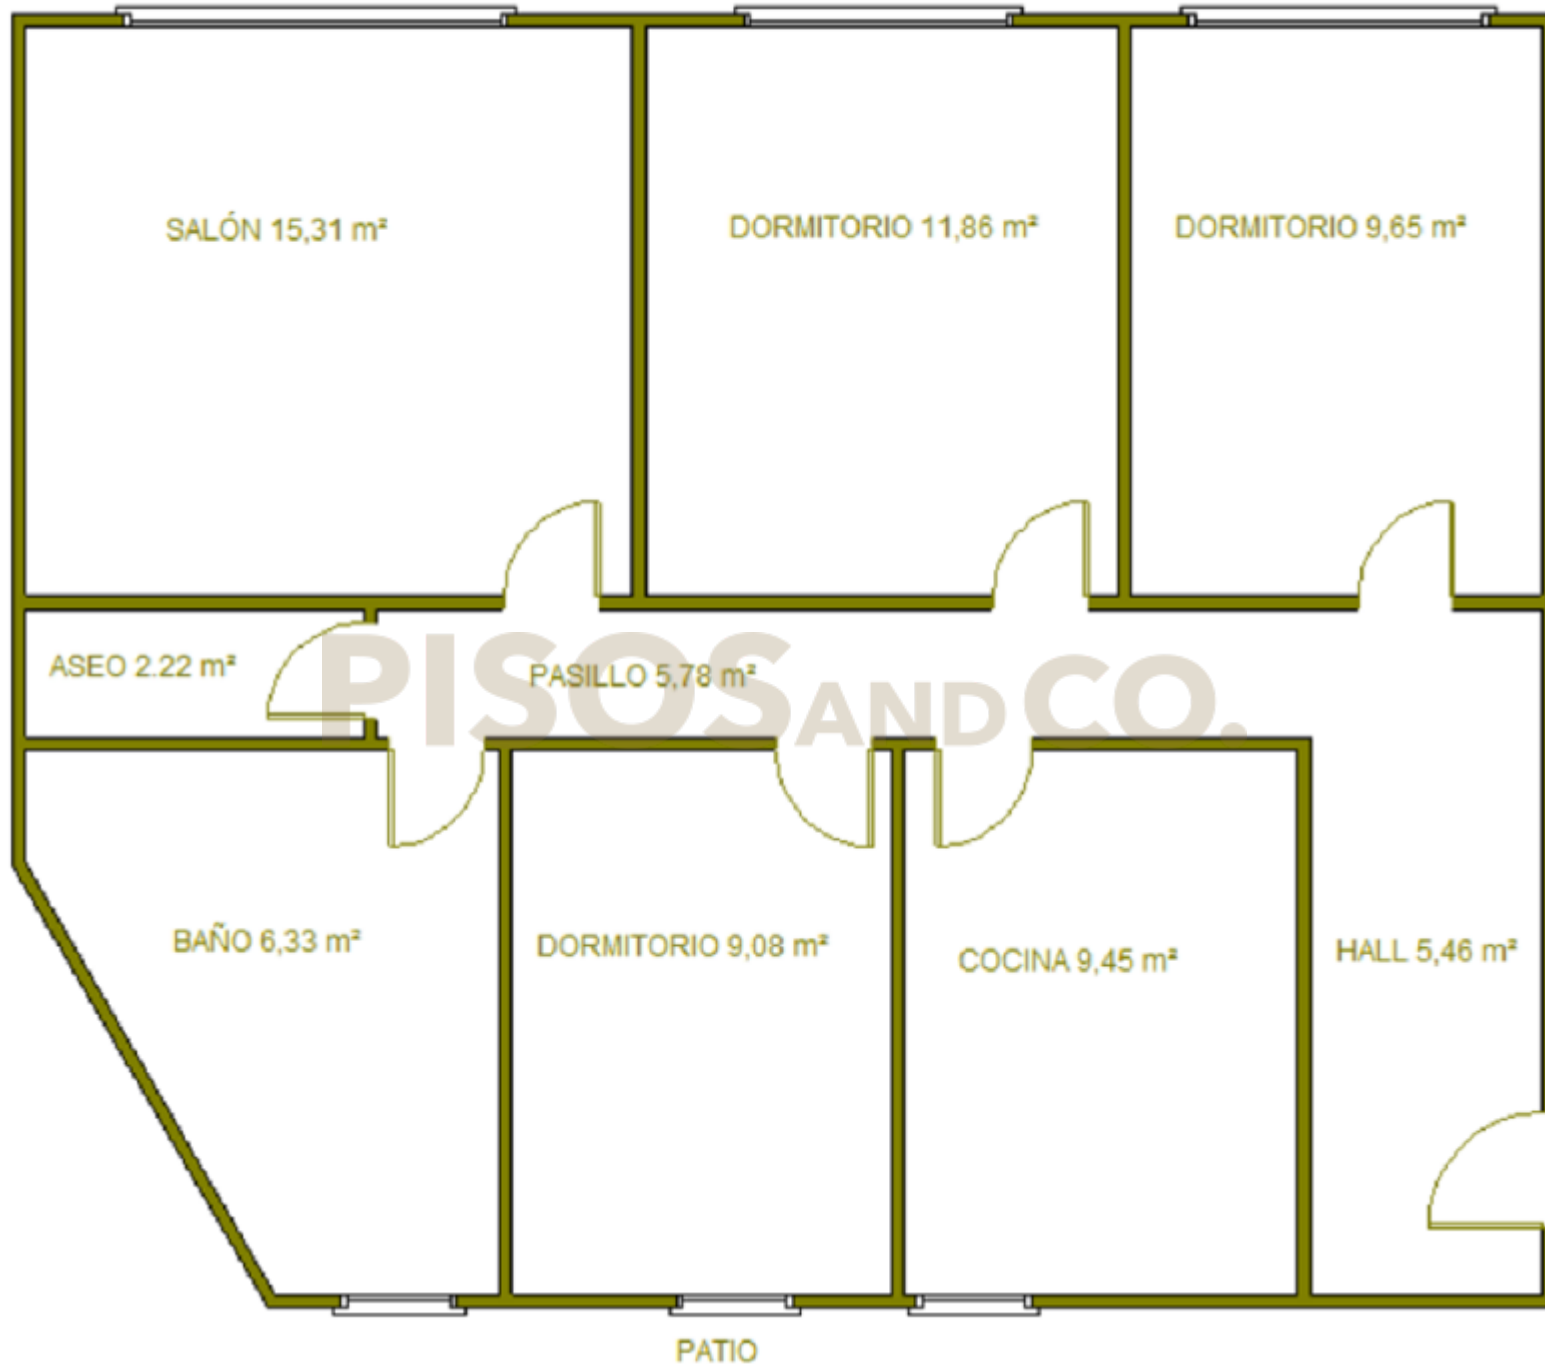 SALÓN 15,31 m²
DORMITORIO 11,86 m²
DORMITORIO 9,65 m²
ASEO 2.22 m²
PASILLO 5,78 m²
PISOS AND CO.
BAÑO 6,33 m²
DORMITORIO 9,08 m²
COCINA 9,45 m²
HALL 5,46 m²
PATIO